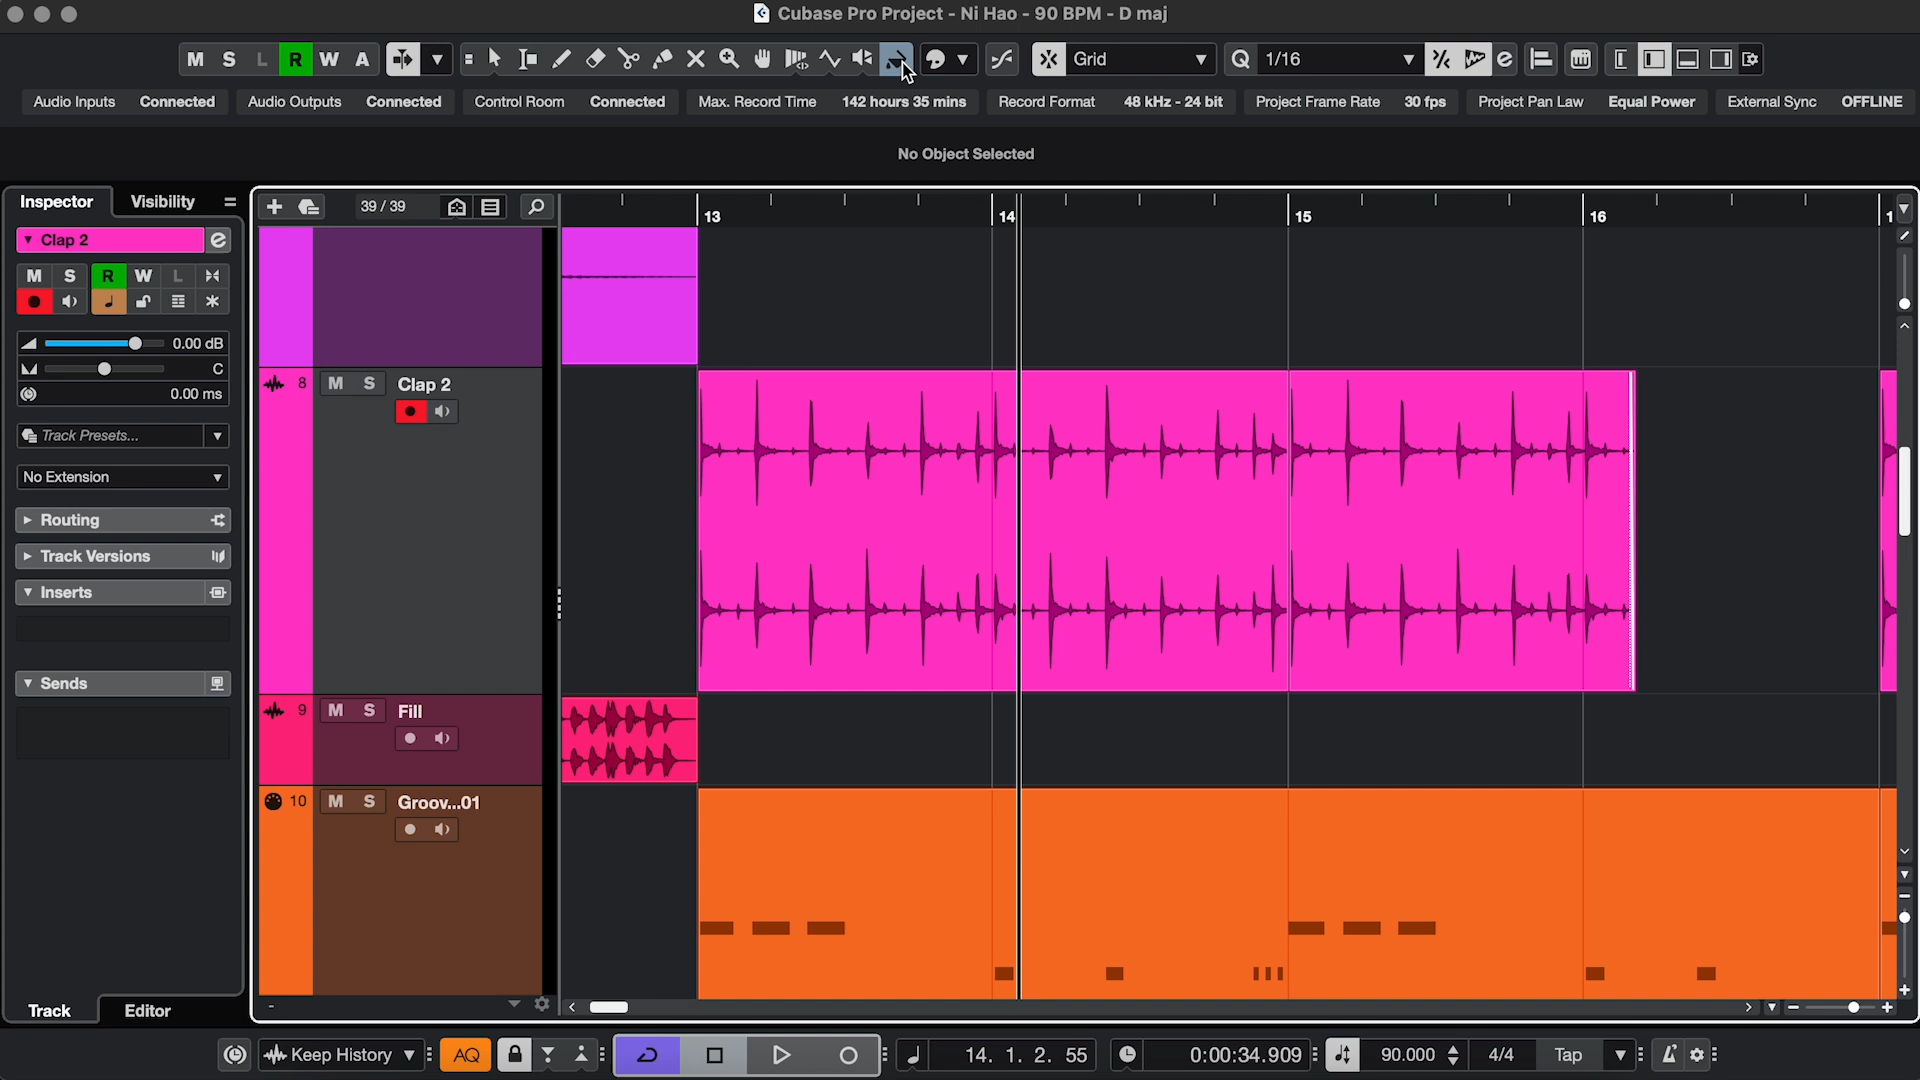 Cubase Pro Project - Ni Hao - 90 BPM - D maj
M S L R W A Grid Q 1/16 e
Audio Inputs Connected Audio Outputs Connected Control Room Connected Max. Record Time 142 hours 35 mins Record Format 48 kHz - 24 bit Project Frame Rate 30 fps Project Pan Law Equal Power External Sync OFFLINE
No Object Selected
Inspector Visibility
39 / 39
13 14 15 16 1
Clap 2 e
M S R W L
0.00 dB
C
0.00 ms
Track Presets...
No Extension
Routing
Track Versions
Inserts
Sends
8 M S Clap 2
9 M S Fill
10 M S Groov...01
Track Editor
Keep History AQ 14. 1. 2. 55 0:00:34.909 90.000 4/4 Tap